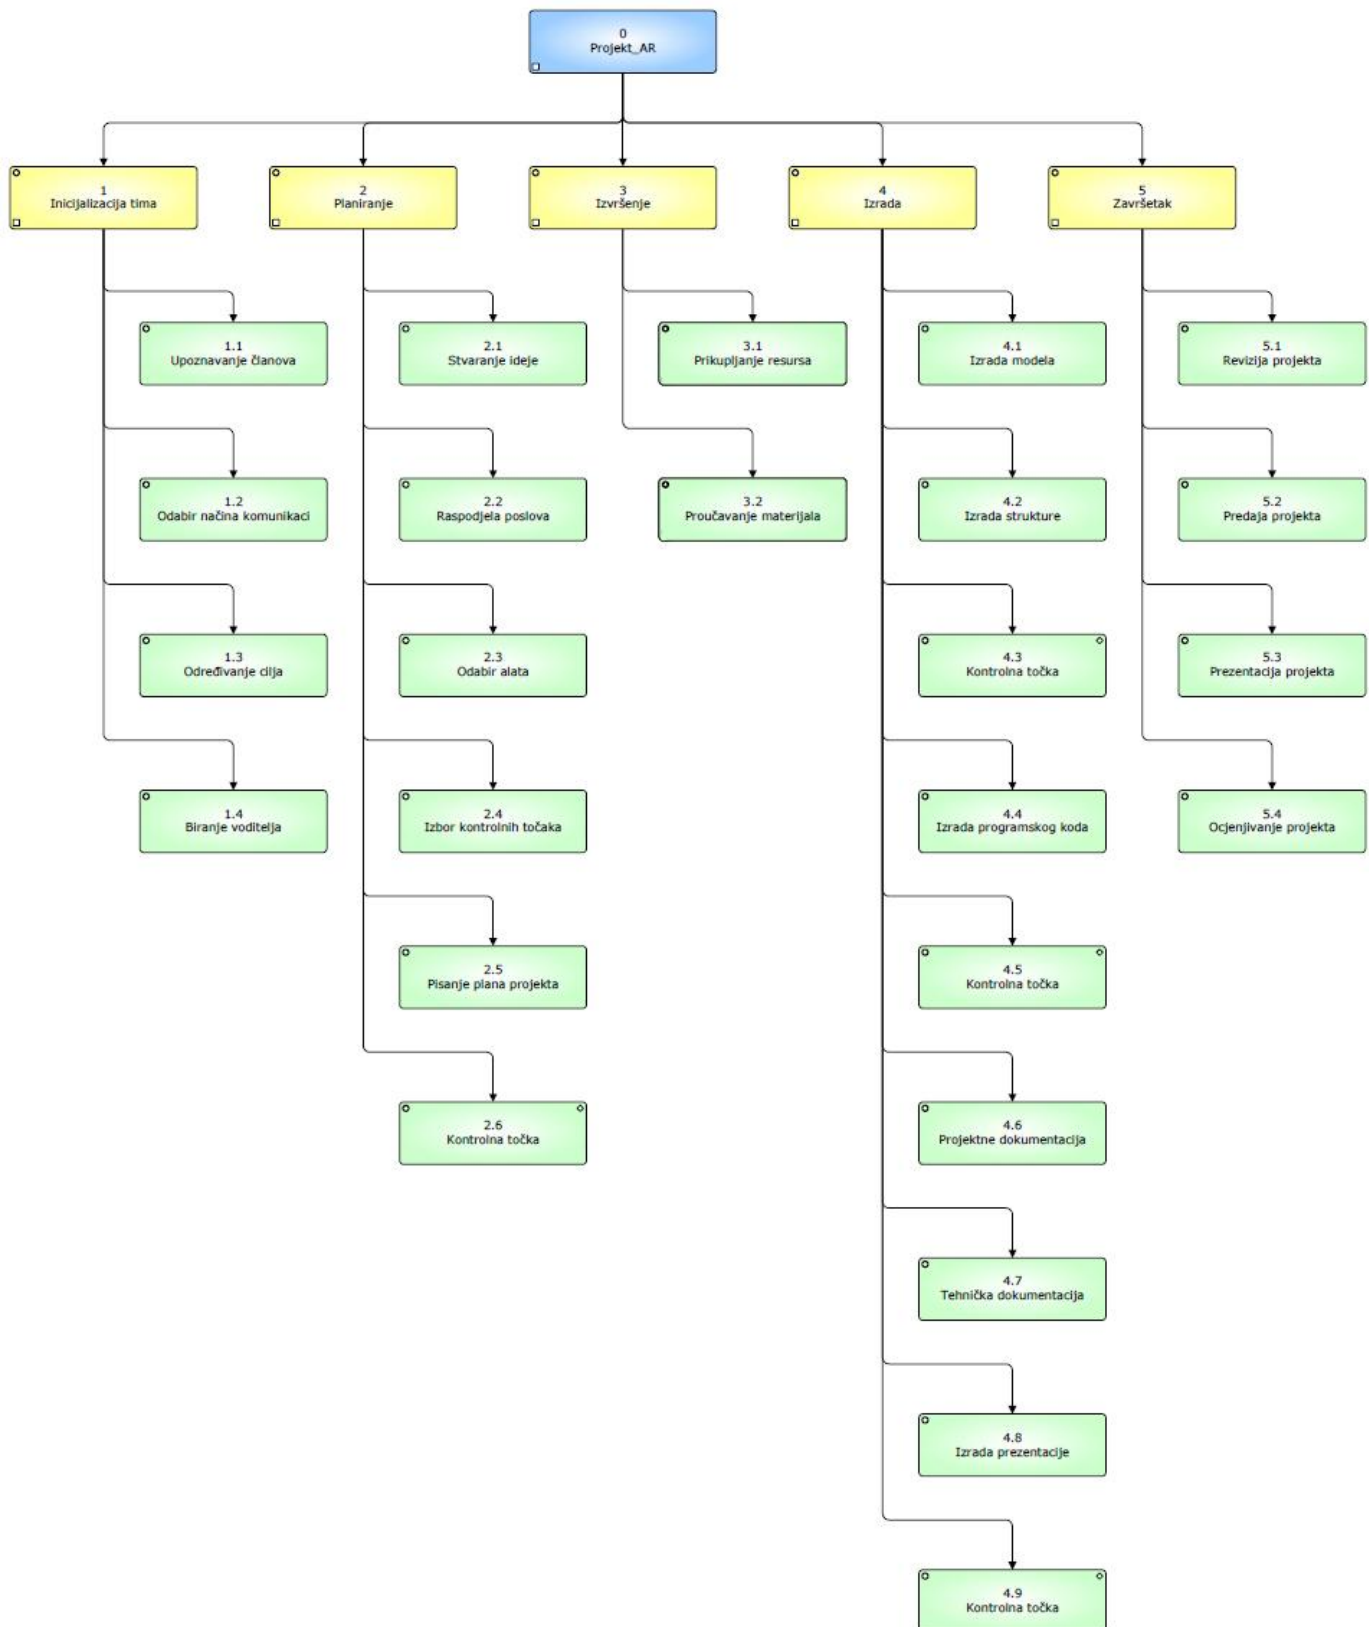 0
Projekt_AR
1
Inicijalizacija tima
2
Planiranje
3
Izvršenje
4
Izrada
5
Završetak
1.1
Upoznavanje članova
2.1
Stvaranje ideje
3.1
Prikupljanje resursa
4.1
Izrada modela
5.1
Revizija projekta
1.2
Odabir načina komunikaci
2.2
Raspodjela poslova
3.2
Proučavanje materijala
4.2
Izrada strukture
5.2
Predaja projekta
1.3
Određivanje cilja
2.3
Odabir alata
4.3
Kontrolna točka
5.3
Prezentacija projekta
1.4
Biranje voditelja
2.4
Izbor kontrolnih točaka
4.4
Izrada programskog koda
5.4
Ocjenjivanje projekta
2.5
Pisanje plana projekta
4.5
Kontrolna točka
2.6
Kontrolna točka
4.6
Projektne dokumentacija
4.7
Tehnička dokumentacija
4.8
Izrada prezentacije
4.9
Kontrolna točka